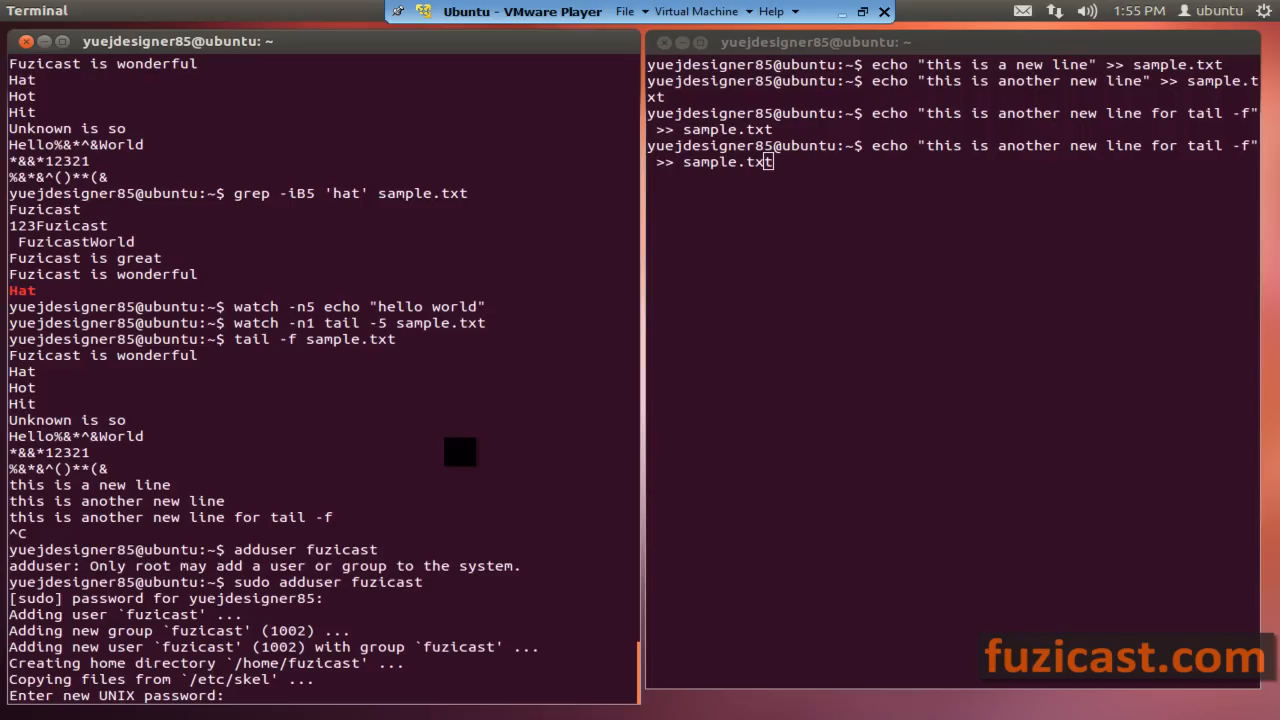 Terminal
Ubuntu - VMware Player File Virtual Machine Help
1:55 PM ubuntu
yuejdesigner85@ubuntu: ~
Fuzicast is wonderful
Hat
Hot
Hit
Unknown is so
Hello%&*^&World
*&&*12321
%&*&^()**(&
yuejdesigner85@ubuntu:~$ grep -iB5 'hat' sample.txt
Fuzicast
123Fuzicast
 FuzicastWorld
Fuzicast is great
Fuzicast is wonderful
Hat
yuejdesigner85@ubuntu:~$ watch -n5 echo "hello world"
yuejdesigner85@ubuntu:~$ watch -n1 tail -5 sample.txt
yuejdesigner85@ubuntu:~$ tail -f sample.txt
Fuzicast is wonderful
Hat
Hot
Hit
Unknown is so
Hello%&*^&World
*&&*12321
%&*&^()**(&
this is a new line
this is another new line
this is another new line for tail -f
^C
yuejdesigner85@ubuntu:~$ adduser fuzicast
adduser: Only root may add a user or group to the system.
yuejdesigner85@ubuntu:~$ sudo adduser fuzicast
[sudo] password for yuejdesigner85:
Adding user `fuzicast' ...
Adding new group `fuzicast' (1002) ...
Adding new user `fuzicast' (1002) with group `fuzicast' ...
Creating home directory `/home/fuzicast' ...
Copying files from `/etc/skel' ...
Enter new UNIX password:
yuejdesigner85@ubuntu: ~
yuejdesigner85@ubuntu:~$ echo "this is a new line" >> sample.txt
yuejdesigner85@ubuntu:~$ echo "this is another new line" >> sample.t
xt
yuejdesigner85@ubuntu:~$ echo "this is another new line for tail -f"
 >> sample.txt
yuejdesigner85@ubuntu:~$ echo "this is another new line for tail -f"
 >> sample.txt
fuzicast.com